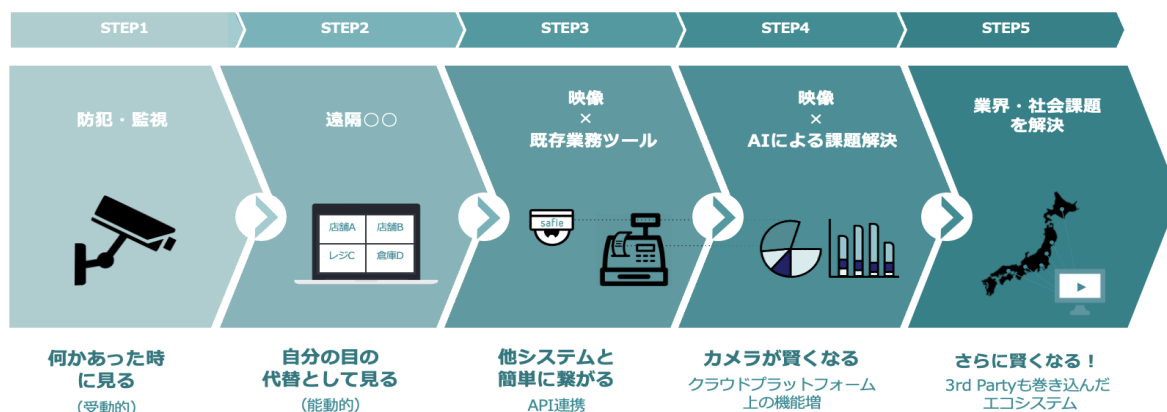 STEP1
STEP2
STEP3
STEP4
STEP5
防犯・監視
遠隔○○
映像
×
既存業務ツール
映像
×
AIによる課題解決
業界・社会課題
を解決
店舗A
店舗B
レジC
倉庫D
safie
何かあった時
に見る
(受動的)
自分の目の
代替として見る
(能動的)
他システムと
簡単に繋がる
API連携
カメラが賢くなる
クラウドプラットフォーム
上の機能増
さらに賢くなる！
3rd Partyも巻き込んだ
エコシステム